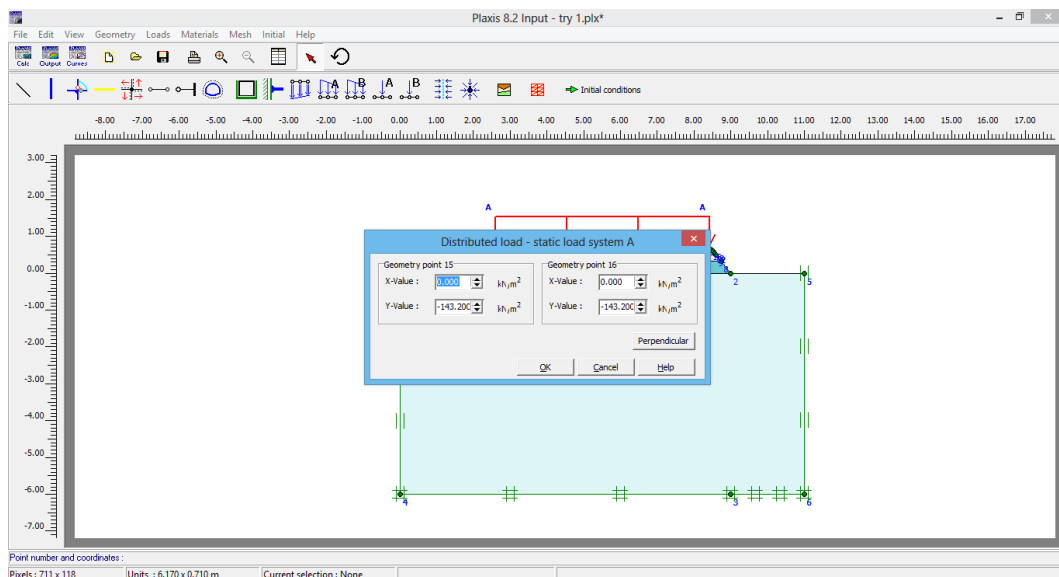 Plaxis 8.2 Input - try 1.plx*
File Edit View Geometry Loads Materials Mesh Initial Help
Calc Output Curves
A B A B Initial conditions
-8.00 -7.00 -6.00 -5.00 -4.00 -3.00 -2.00 -1.00 0.00 1.00 2.00 3.00 4.00 5.00 6.00 7.00 8.00 9.00 10.00 11.00 12.00 13.00 14.00 15.00 16.00 17.00
3.00
2.00
A A
1.00
Distributed load - static load system A
Geometry point 15 Geometry point 16
0.00
X-Value : 0.000 kN/m² X-Value : 0.000 kN/m²
2 5
Y-Value : -143.200 kN/m² Y-Value : -143.200 kN/m²
-1.00
-2.00
Perpendicular
OK Cancel Help
-3.00
-4.00
-5.00
-6.00
4 3 6
-7.00
Point number and coordinates :
Pixels : 711 x 118 Units : 6.170 x 0.710 m Current selection : None